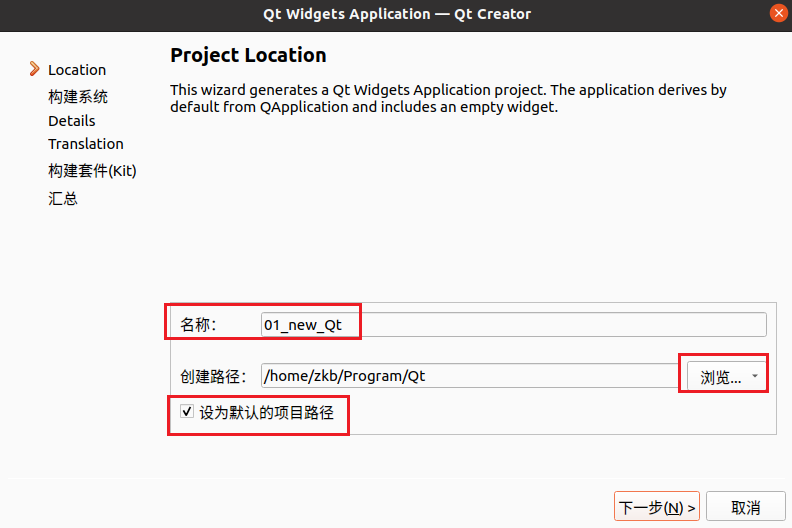 Qt Widgets Application — Qt Creator
Project Location
Location
构建系统
Details
Translation
构建套件(Kit)
汇总
This wizard generates a Qt Widgets Application project. The application derives by
default from QApplication and includes an empty widget.
名称：
01_new_Qt
创建路径：
/home/zkb/Program/Qt
浏览...
设为默认的项目路径
下一步(N) >
取消